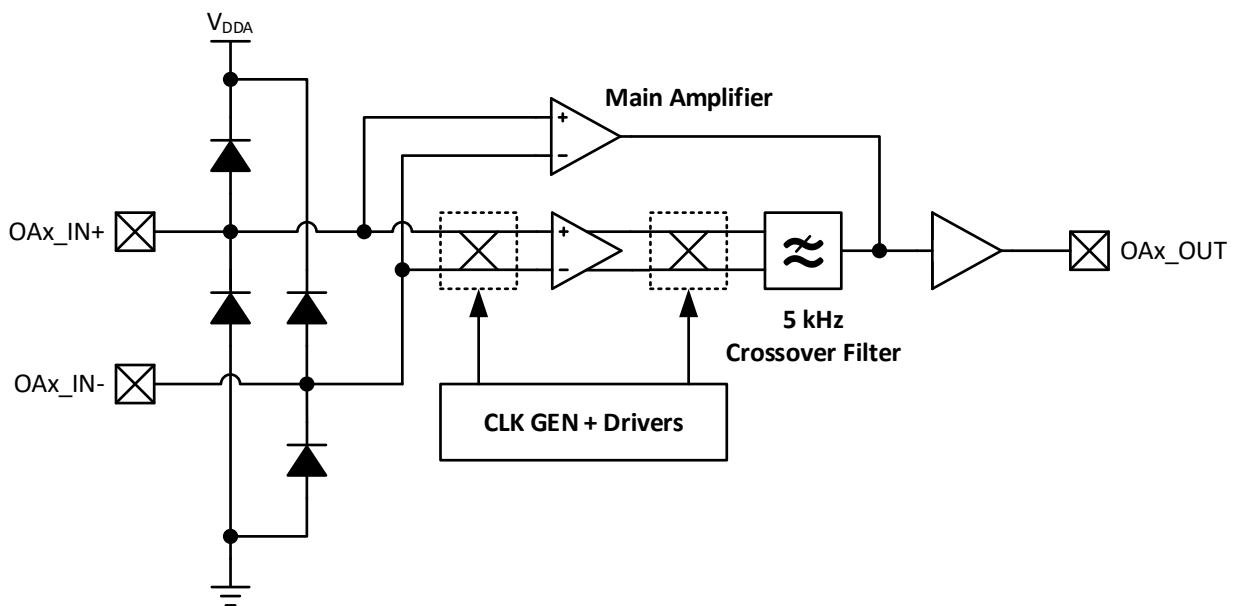 VDDA
Main Amplifier
+
−
OAx_IN+
+
−
OAx_OUT
5 kHz
Crossover Filter
OAx_IN-
CLK GEN + Drivers